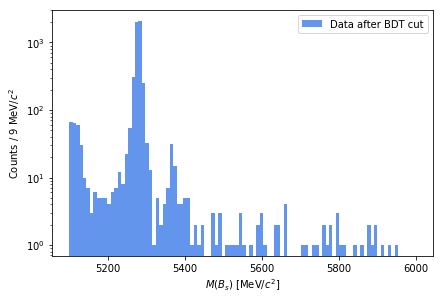 Data after BDT cut
Counts / 9 MeV/c²
10³
10²
10¹
10⁰
5200 5400 5600 5800 6000
M(Bₛ) [MeV/c²]